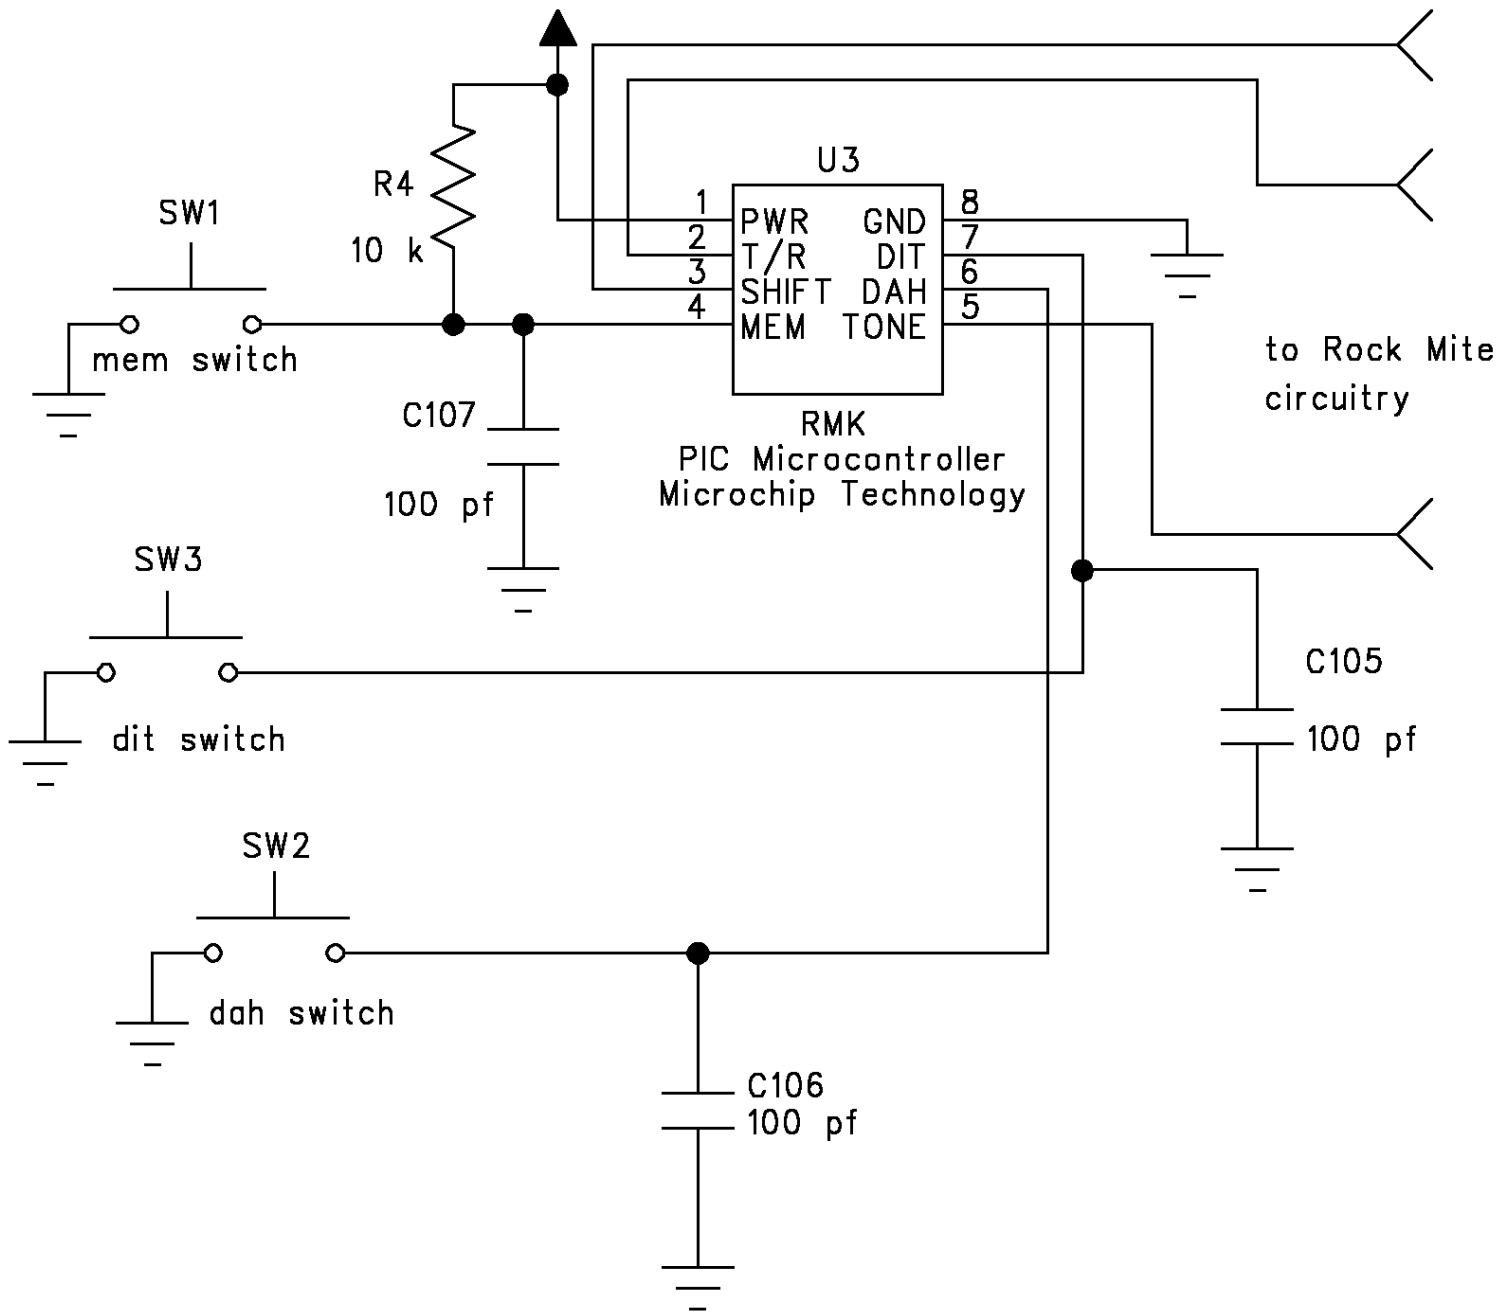 U3
R4
10 k
SW1
mem switch
1
2
3
4
PWR
T/R
SHIFT
MEM
GND
DIT
DAH
TONE
8
7
6
5
RMK
PIC Microcontroller
Microchip Technology
to Rock Mite
circuitry
C107
100 pf
SW3
dit switch
C105
100 pf
SW2
dah switch
C106
100 pf